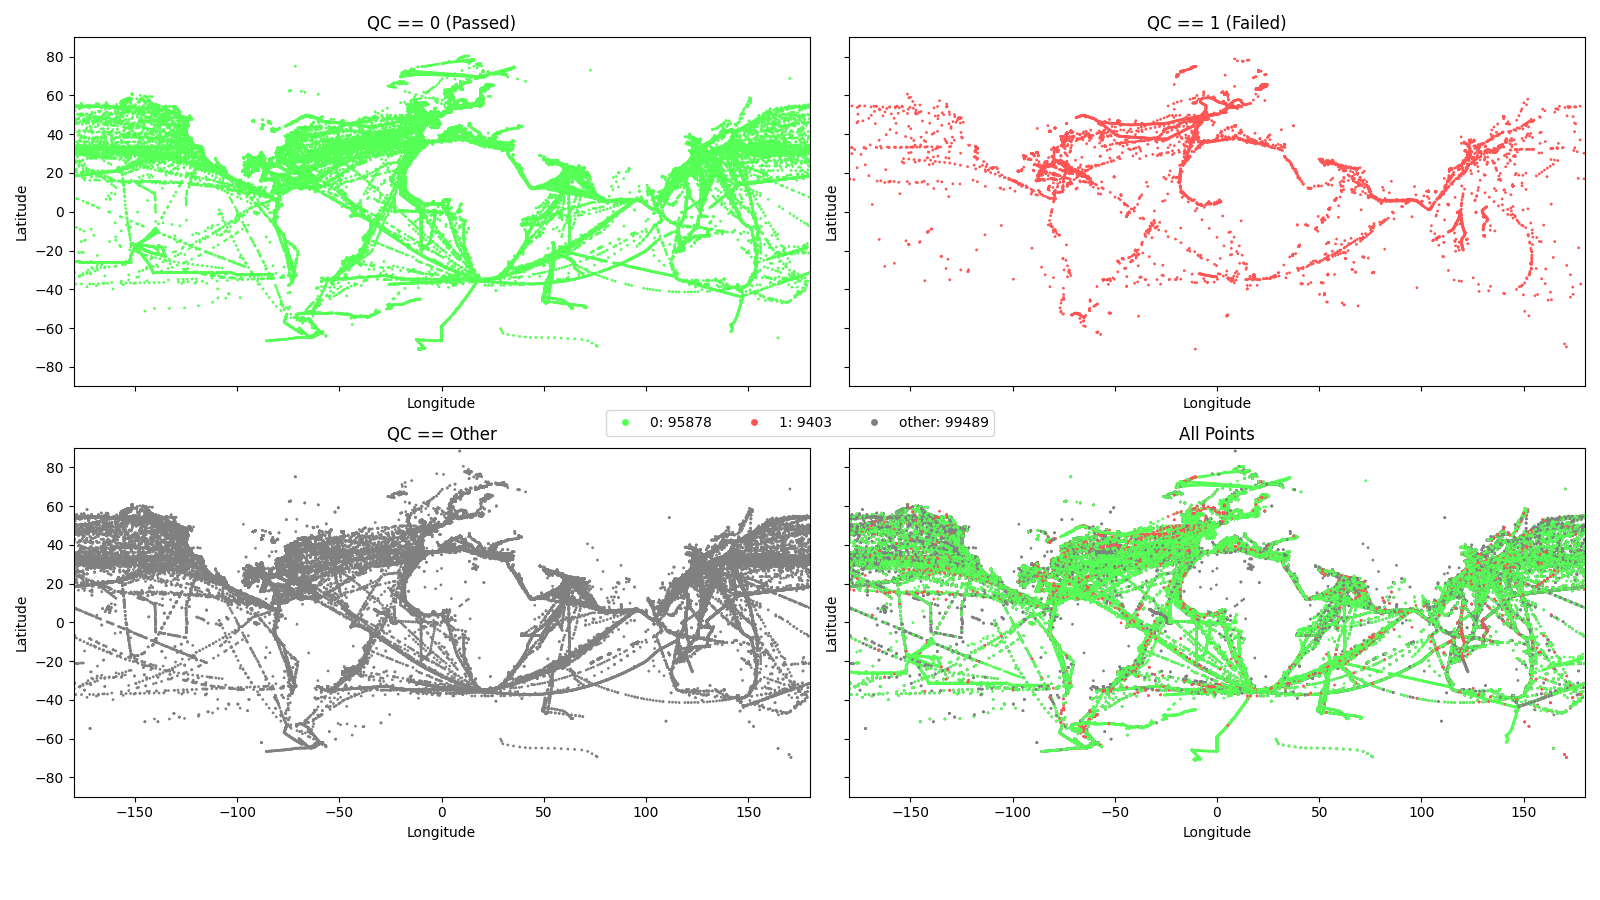 QC == 0 (Passed)
QC == 1 (Failed)
80
60
40
20
0
−20
−40
−60
−80
Latitude
Latitude
Longitude
Longitude
0: 95878 1: 9403 other: 99489
QC == Other
All Points
80
60
40
20
0
−20
−40
−60
−80
Latitude
Latitude
−150 −100 −50 0 50 100 150
−150 −100 −50 0 50 100 150
Longitude
Longitude